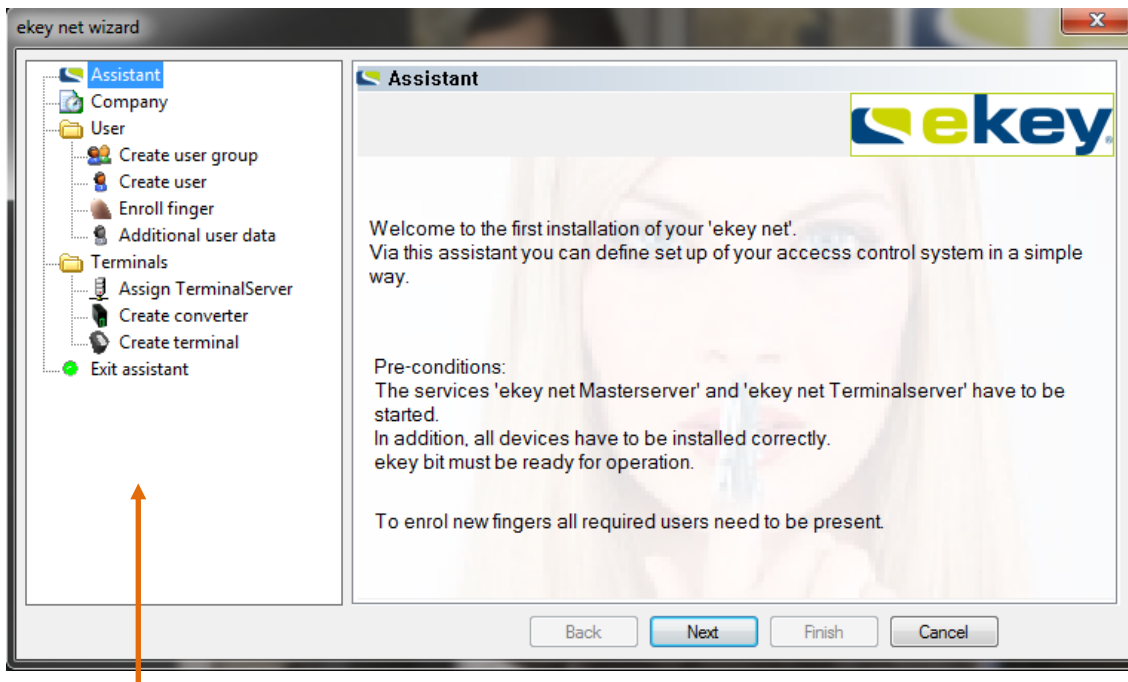 ekey net wizard
x
Assistant
Company
User
Create user group
Create user
Enroll finger
Additional user data
Terminals
Assign TerminalServer
Create converter
Create terminal
Exit assistant
Assistant
ekey
Welcome to the first installation of your 'ekey net'.
Via this assistant you can define set up of your accecss control system in a simple
way.
Pre-conditions:
The services 'ekey net Masterserver' and 'ekey net Terminalserver' have to be
started.
In addition, all devices have to be installed correctly.
ekey bit must be ready for operation.
To enrol new fingers all required users need to be present.
Back Next Finish Cancel